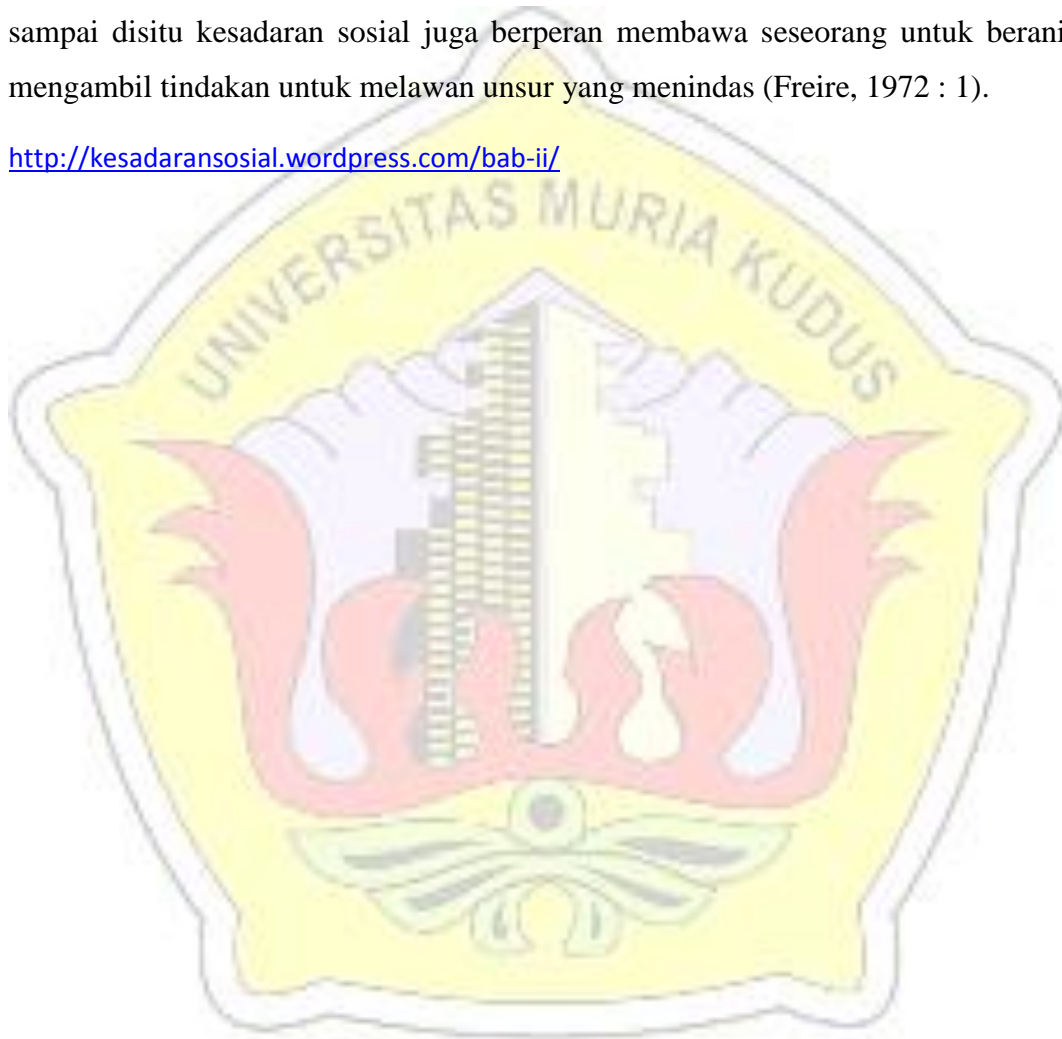 sampai disitu kesadaran sosial juga berperan membawa seseorang untuk berani
mengambil tindakan untuk melawan unsur yang menindas (Freire, 1972 : 1).
http://kesadaransosial.wordpress.com/bab-ii/
UNIVERSITAS MURIA KUDUS